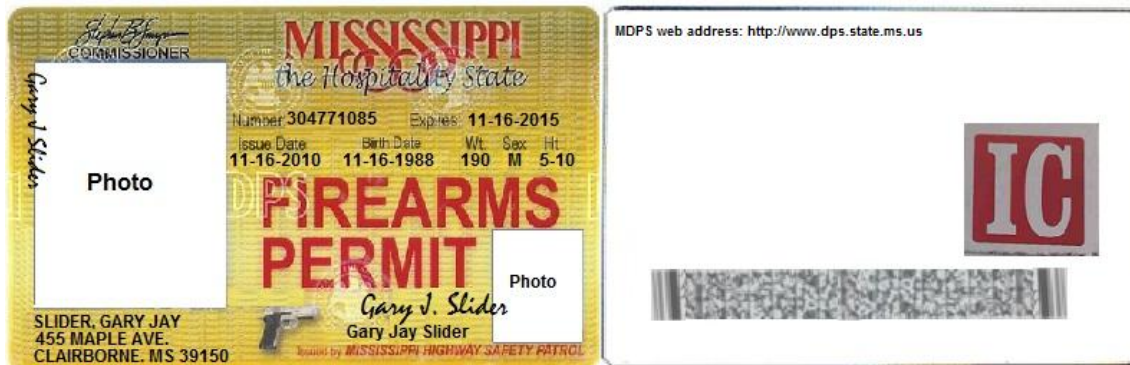 COMMISSIONER
MISSISSIPPI
the Hospitality State
Gary J Slider
Number 304771085 Expires: 11-16-2015
Issue Date Birth Date Wt. Sex Ht.
11-16-2010 11-16-1988 190 M 5-10
Photo
DPS
FIREARMS
PERMIT
Photo
Gary J. Slider
Gary Jay Slider
SLIDER, GARY JAY
455 MAPLE AVE.
CLAIRBORNE. MS 39150
Issued by MISSISSIPPI HIGHWAY SAFETY PATROL
MDPS web address: http://www.dps.state.ms.us
IC